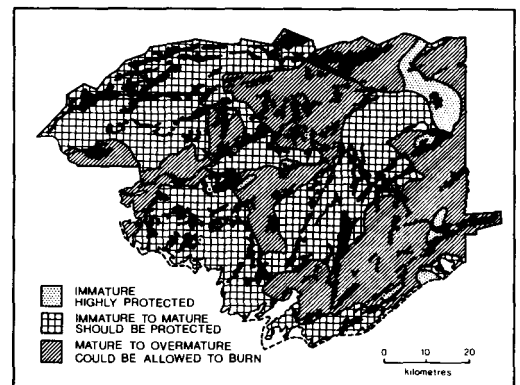 IMMATURE
HIGHLY PROTECTED
IMMATURE TO MATURE
SHOULD BE PROTECTED
MATURE TO OVERMATURE
COULD BE ALLOWED TO BURN
0 10 20
kilometres